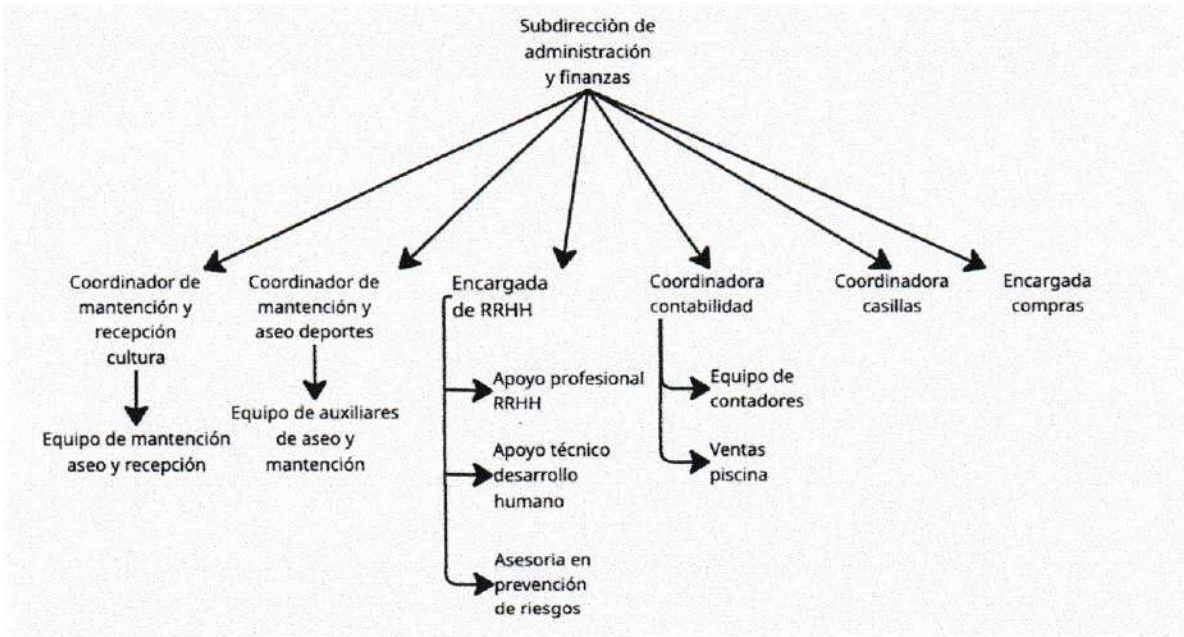 Subdirecciòn de
administración
y finanzas
Coordinador de
mantención y
recepción
cultura
Coordinador de
mantención y
aseo deportes
Encargada
de RRHH
Coordinadora
contabilidad
Coordinadora
casillas
Encargada
compras
Equipo de mantención
aseo y recepción
Equipo de auxiliares
de aseo y
mantención
Apoyo profesional
RRHH
Apoyo técnico
desarrollo
humano
Asesoria en
prevención
de riesgos
Equipo de
contadores
Ventas
piscina